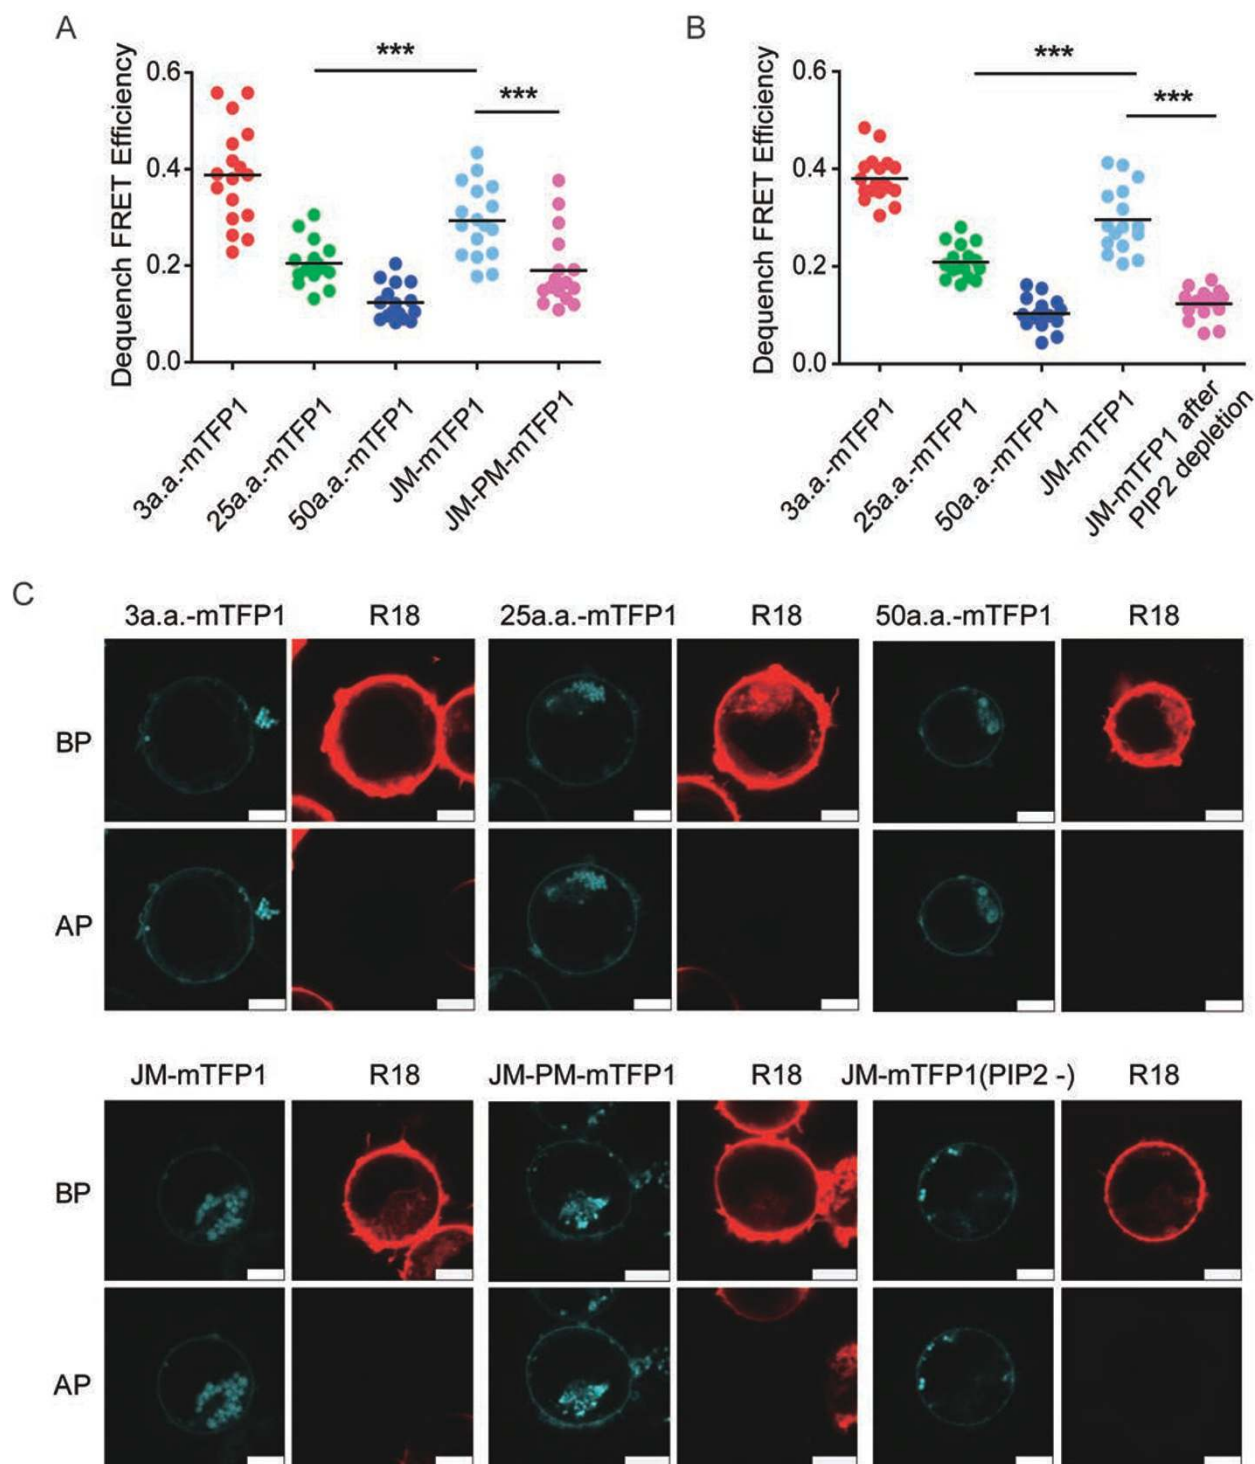 A
Dequench FRET Efficiency
0.6
0.4
0.2
0.0
***
***
3a.a.-mTFP1
25a.a.-mTFP1
50a.a.-mTFP1
JM-mTFP1
JM-PM-mTFP1
B
Dequench FRET Efficiency
0.6
0.4
0.2
0.0
***
***
3a.a.-mTFP1
25a.a.-mTFP1
50a.a.-mTFP1
JM-mTFP1
JM-mTFP1 after
PIP2 depletion
C
3a.a.-mTFP1 R18 25a.a.-mTFP1 R18 50a.a.-mTFP1 R18
BP
AP
JM-mTFP1 R18 JM-PM-mTFP1 R18 JM-mTFP1(PIP2 -) R18
BP
AP